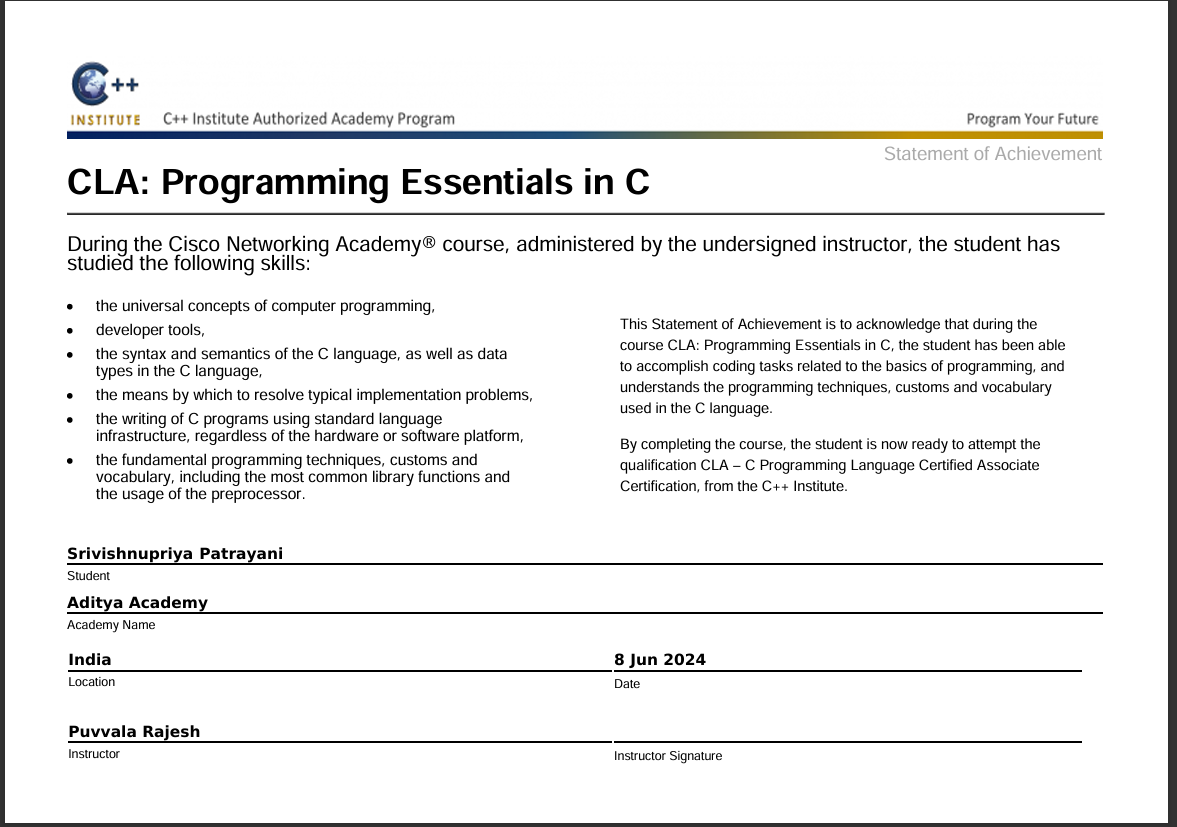 C++
INSTITUTE
C++ Institute Authorized Academy Program
Program Your Future
Statement of Achievement
CLA: Programming Essentials in C
During the Cisco Networking Academy® course, administered by the undersigned instructor, the student has
studied the following skills:
• the universal concepts of computer programming,
• developer tools,
• the syntax and semantics of the C language, as well as data
types in the C language,
• the means by which to resolve typical implementation problems,
• the writing of C programs using standard language
infrastructure, regardless of the hardware or software platform,
• the fundamental programming techniques, customs and
vocabulary, including the most common library functions and
the usage of the preprocessor.
This Statement of Achievement is to acknowledge that during the
course CLA: Programming Essentials in C, the student has been able
to accomplish coding tasks related to the basics of programming, and
understands the programming techniques, customs and vocabulary
used in the C language.
By completing the course, the student is now ready to attempt the
qualification CLA – C Programming Language Certified Associate
Certification, from the C++ Institute.
Srivishnupriya Patrayani
Student
Aditya Academy
Academy Name
India
Location
8 Jun 2024
Date
Puvvala Rajesh
Instructor
Instructor Signature